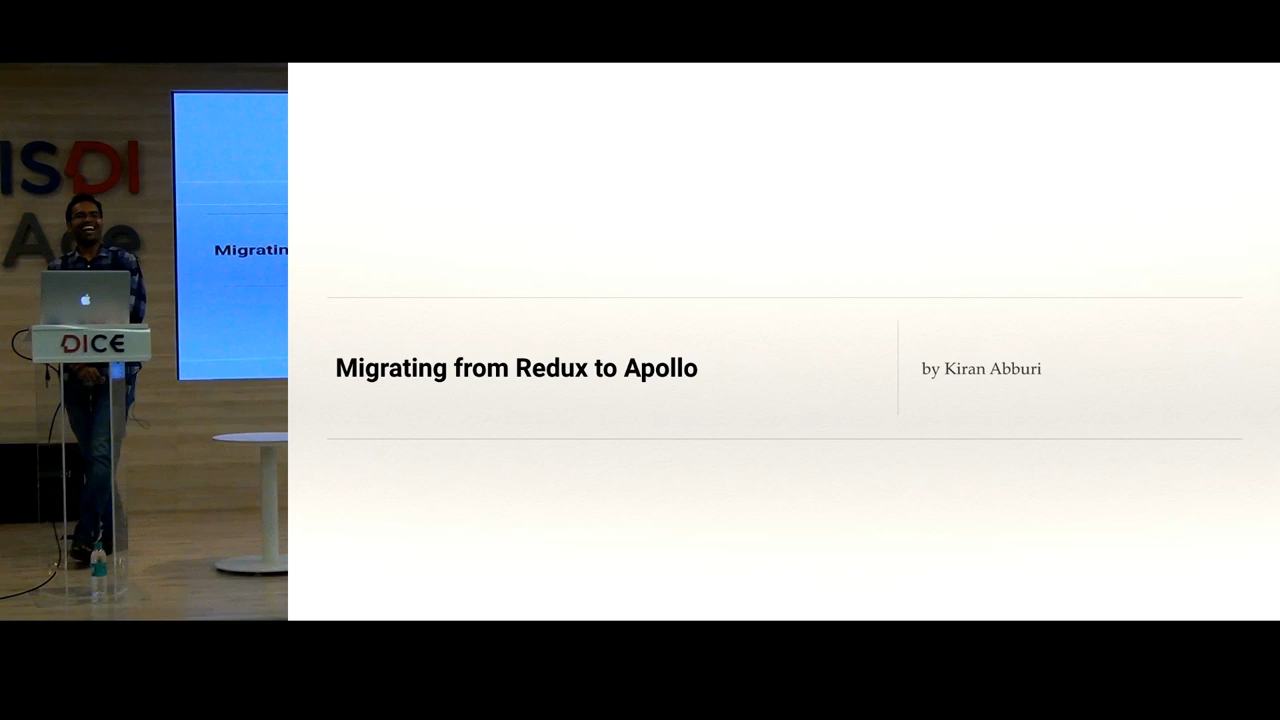 ISDI
DICE
Migratin
Migrating from Redux to Apollo
by Kiran Abburi